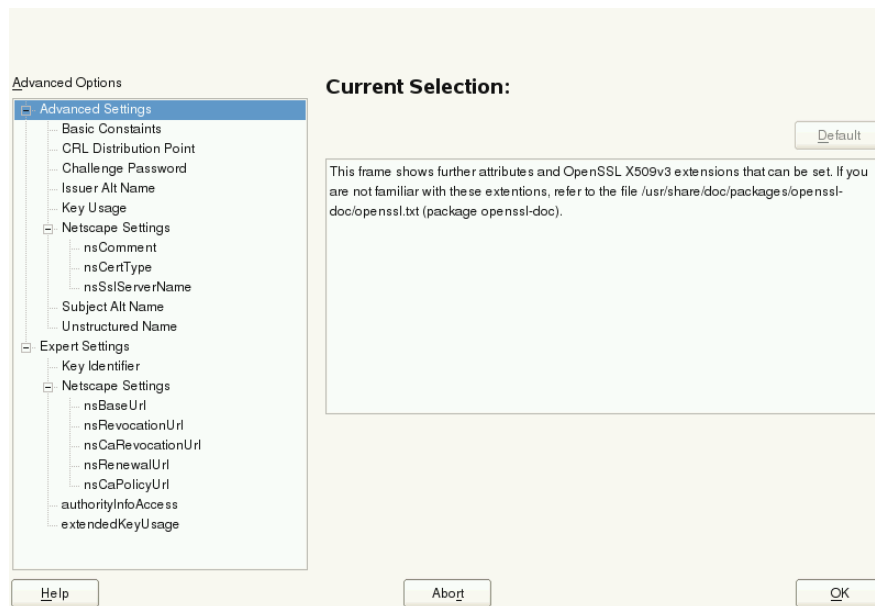 Advanced Options
Current Selection:
Advanced Settings
Basic Constaints
CRL Distribution Point
Challenge Password
Issuer Alt Name
Key Usage
Netscape Settings
nsComment
nsCertType
nsSslServerName
Subject Alt Name
Unstructured Name
Expert Settings
Key Identifier
Netscape Settings
nsBaseUrl
nsRevocationUrl
nsCaRevocationUrl
nsRenewalUrl
nsCaPolicyUrl
authorityInfoAccess
extendedKeyUsage
Default
This frame shows further attributes and OpenSSL X509v3 extensions that can be set. If you
are not familiar with these extentions, refer to the file /usr/share/doc/packages/openssl-
doc/openssl.txt (package openssl-doc).
Help
Abort
OK